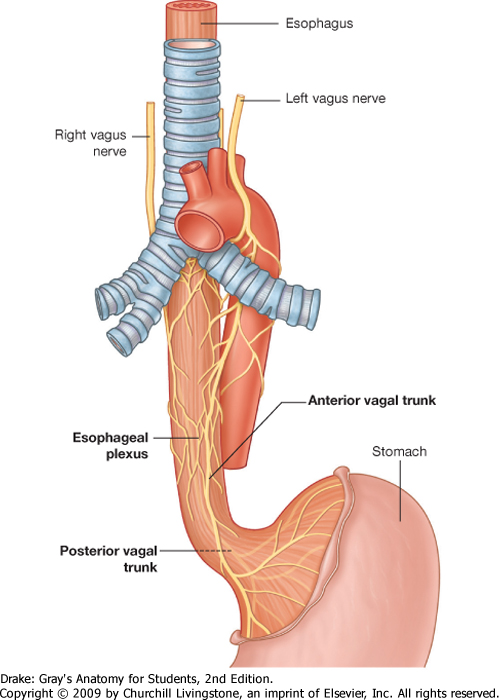 Esophagus
Left vagus nerve
Right vagus
nerve
Anterior vagal trunk
Esophageal
plexus
Stomach
Posterior vagal
trunk
Drake: Gray's Anatomy for Students, 2nd Edition.
Copyright © 2009 by Churchill Livingstone, an imprint of Elsevier, Inc. All rights reserved.